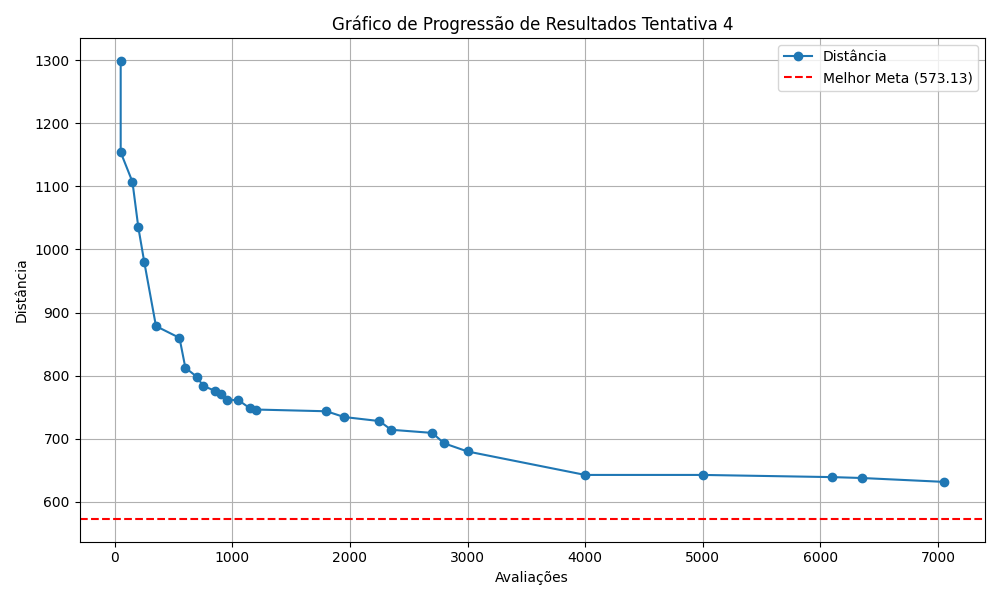 Gráfico de Progressão de Resultados Tentativa 4
Distância
Melhor Meta (573.13)
Distância
1300
1200
1100
1000
900
800
700
600
0 1000 2000 3000 4000 5000 6000 7000
Avaliações